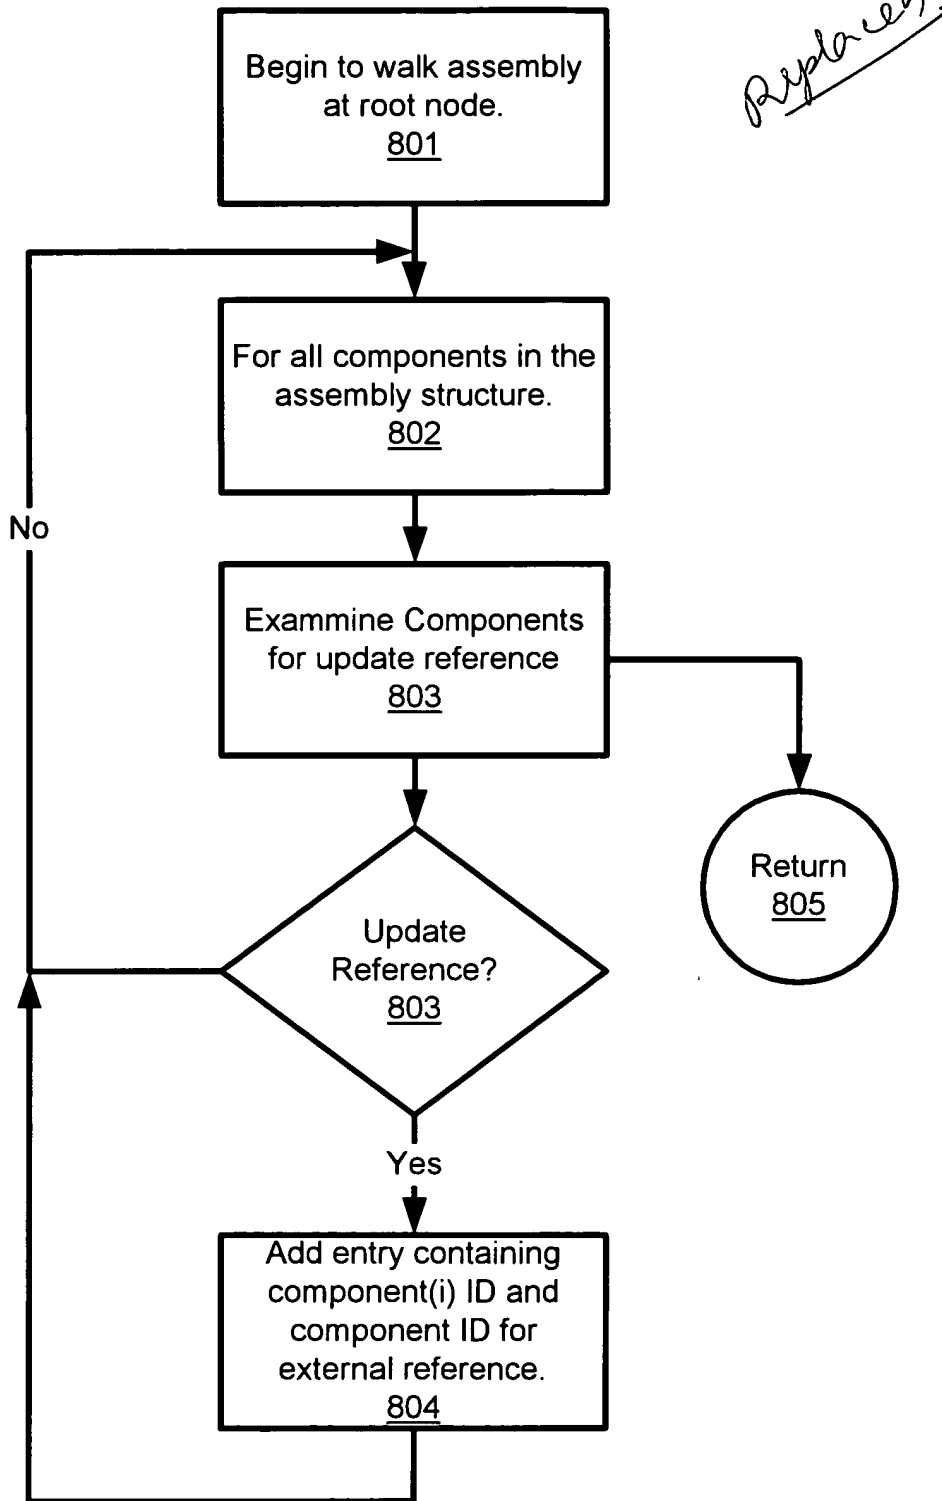 Begin to walk assembly
at root node.
801
For all components in the
assembly structure.
802
No
Exammine Components
for update reference
803
Return
805
Update
Reference?
803
Yes
Add entry containing
component(i) ID and
component ID for
external reference.
804